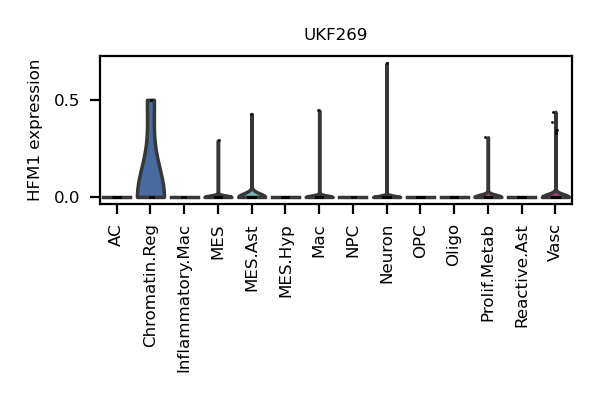 UKF269
HFM1 expression
0.5
0.0
AC
Chromatin.Reg
Inflammatory.Mac
MES
MES.Ast
MES.Hyp
Mac
NPC
Neuron
OPC
Oligo
Prolif.Metab
Reactive.Ast
Vasc